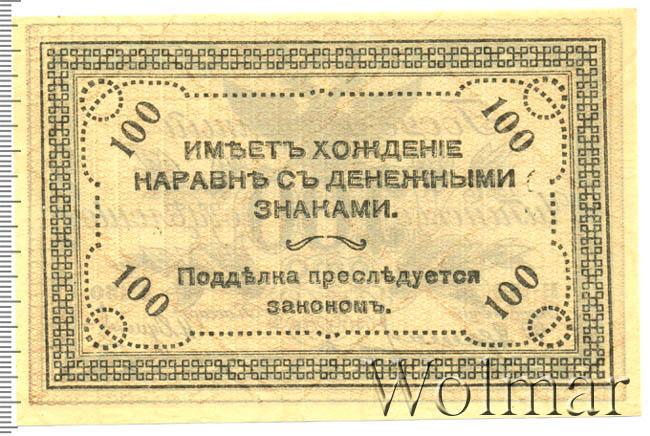 100 100
ИМѢЕТЪ ХОЖДЕНІЕ
НАРАВНѢ СЪ ДЕНЕЖНЫМИ
ЗНАКАМИ.
Поддѣлка преслѣдуется
закономъ.
100 100
Wolmar